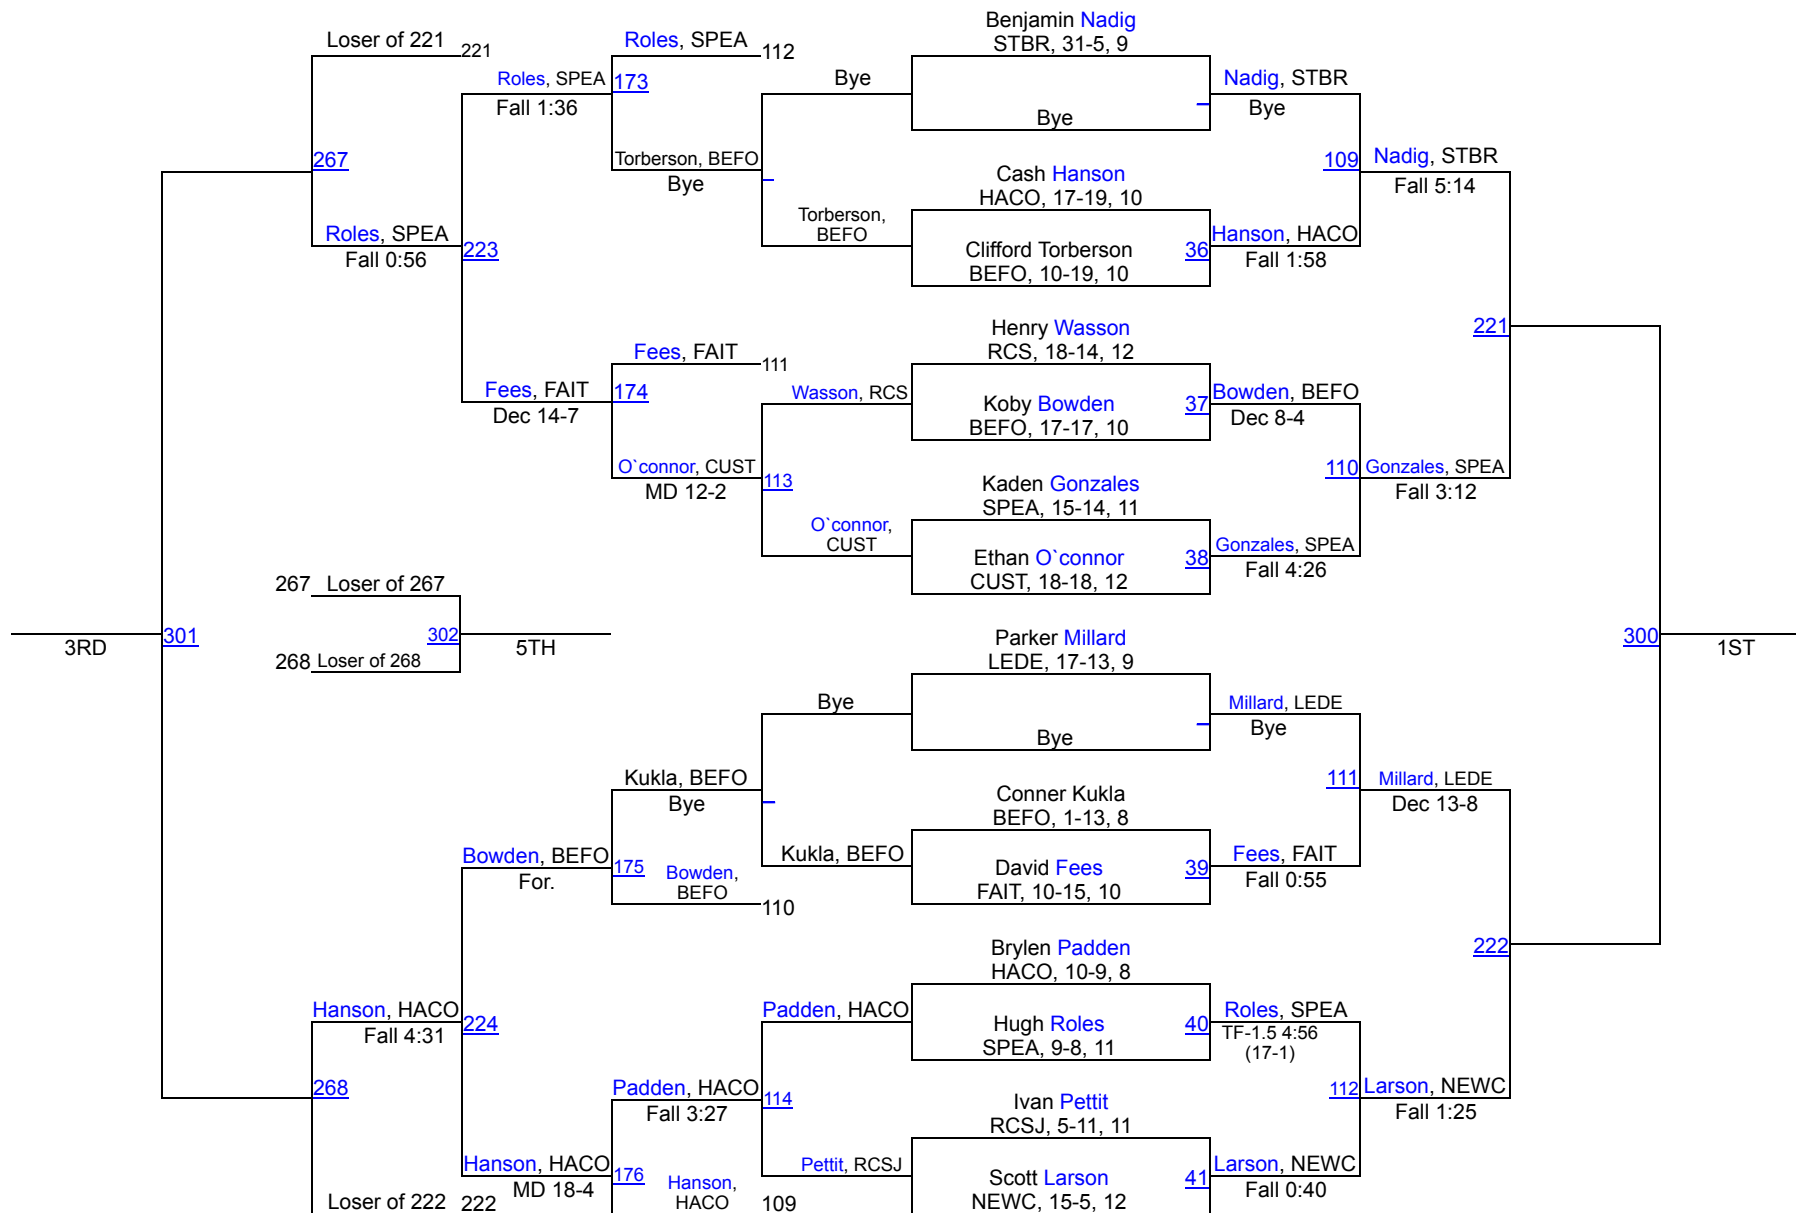 Benjamin Nadig
STBR, 31-5, 9
Loser of 221
221
Roles, SPEA
112
Roles, SPEA
173
Fall 1:36
Bye
Nadig, STBR
Bye
Bye
Torberson, BEFO
Bye
267
109
Nadig, STBR
Fall 5:14
Cash Hanson
HACO, 17-19, 10
Torberson,
BEFO
Roles, SPEA
Fall 0:56
223
Clifford Torberson
BEFO, 10-19, 10
36
Hanson, HACO
Fall 1:58
Henry Wasson
RCS, 18-14, 12
221
Fees, FAIT
111
Fees, FAIT
174
Dec 14-7
Wasson, RCS
Koby Bowden
BEFO, 17-17, 10
37
Bowden, BEFO
Dec 8-4
O`connor, CUST
MD 12-2
113
Kaden Gonzales
SPEA, 15-14, 11
110
Gonzales, SPEA
Fall 3:12
O`connor,
CUST
Ethan O`connor
CUST, 18-18, 12
38
Gonzales, SPEA
Fall 4:26
267
Loser of 267
3RD
301
302
5TH
268
Loser of 268
Parker Millard
LEDE, 17-13, 9
300
1ST
Bye
Bye
Millard, LEDE
Bye
Kukla, BEFO
Bye
Conner Kukla
BEFO, 1-13, 8
111
Millard, LEDE
Dec 13-8
Bowden, BEFO
For.
175
Bowden,
BEFO
110
Kukla, BEFO
David Fees
FAIT, 10-15, 10
39
Fees, FAIT
Fall 0:55
Brylen Padden
HACO, 10-9, 8
222
Hanson, HACO
Fall 4:31
224
Padden, HACO
Hugh Roles
SPEA, 9-8, 11
40
Roles, SPEA
TF-1.5 4:56
(17-1)
268
Padden, HACO
Fall 3:27
114
Ivan Pettit
RCSJ, 5-11, 11
112
Larson, NEWC
Fall 1:25
Hanson, HACO
MD 18-4
176
Hanson,
HACO
109
Pettit, RCSJ
Scott Larson
NEWC, 15-5, 12
41
Larson, NEWC
Fall 0:40
Loser of 222
222